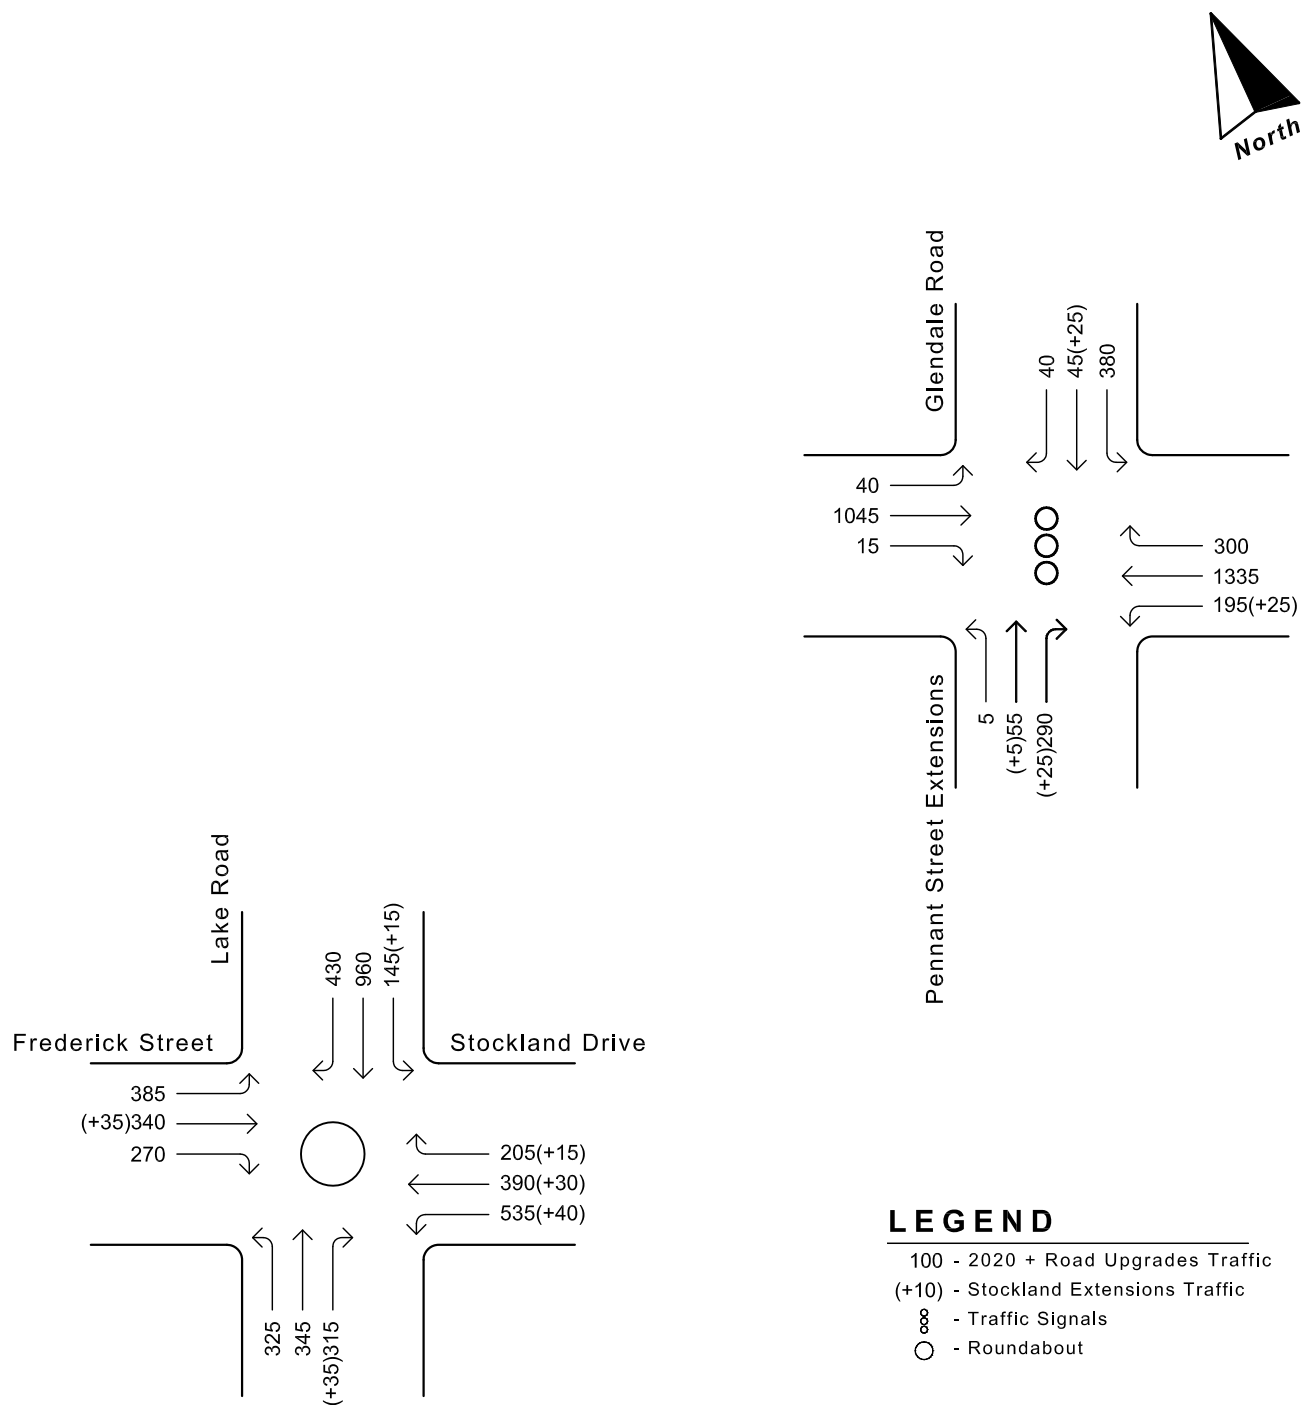 North
Glendale Road
40
45(+25)
380
40
1045
15
300
1335
195(+25)
5
(+5)55
(+25)290
Pennant Street Extensions
Lake Road
430
960
145(+15)
Frederick Street
Stockland Drive
385
(+35)340
270
205(+15)
390(+30)
535(+40)
325
345
(+35)315
LEGEND
100 - 2020 + Road Upgrades Traffic
(+10) - Stockland Extensions Traffic
- Traffic Signals
- Roundabout